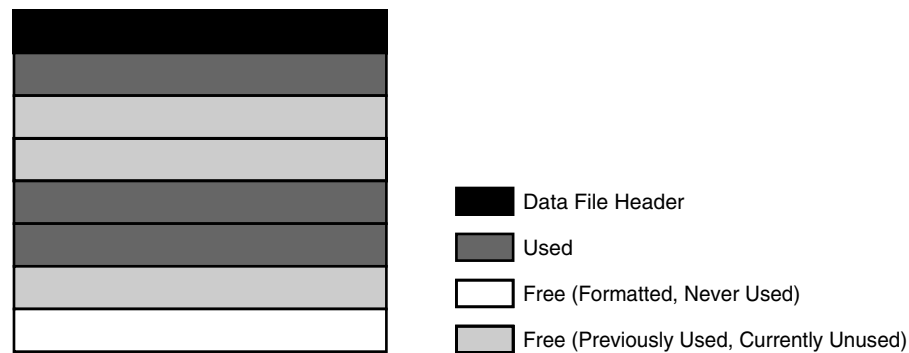 Data File Header
Used
Free (Formatted, Never Used)
Free (Previously Used, Currently Unused)